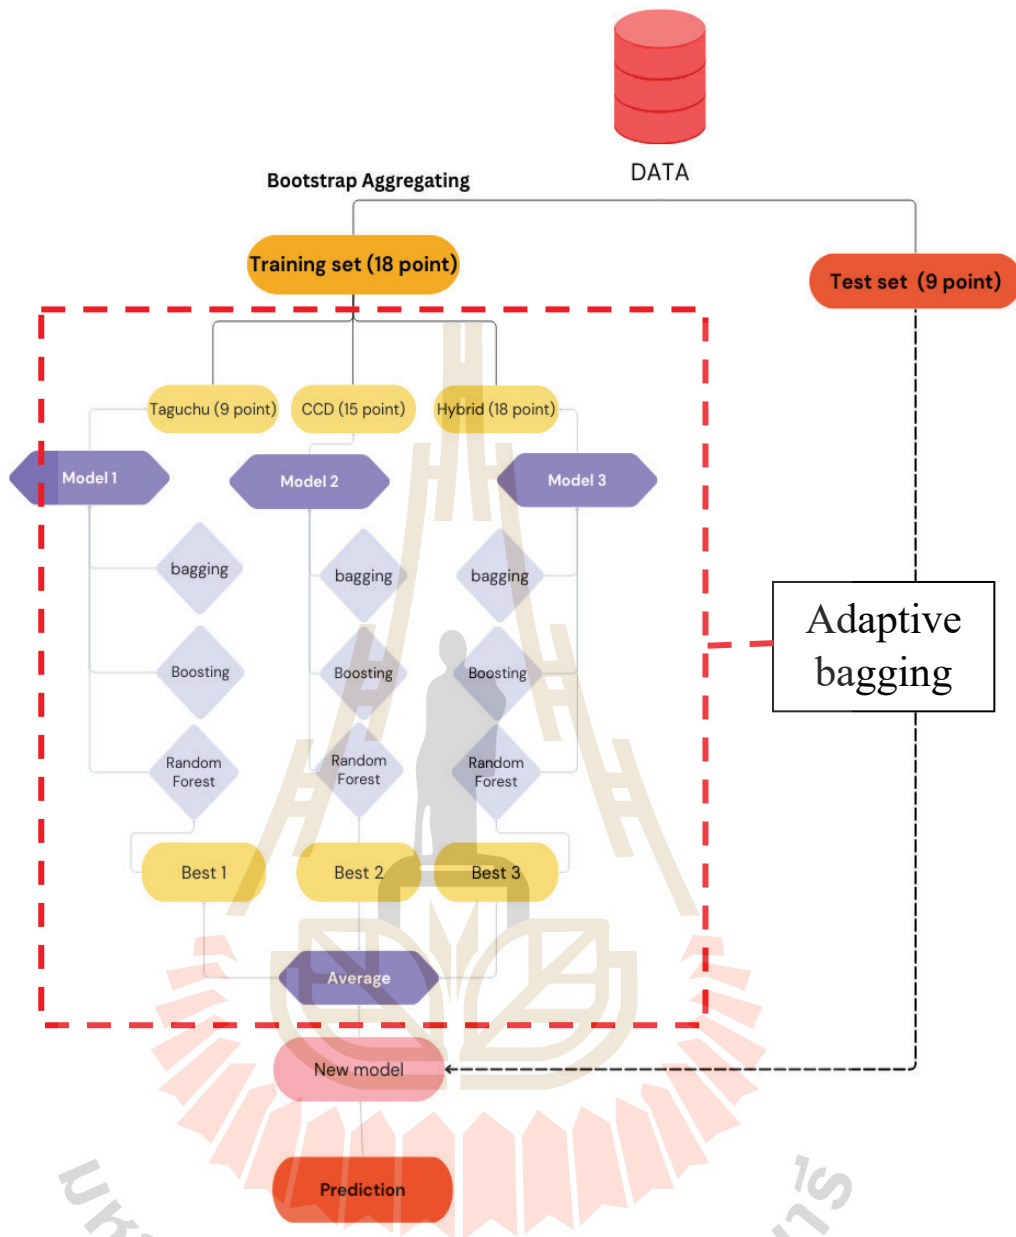 DATA
Bootstrap Aggregating
Training set (18 point)
Test set (9 point)
Taguchu (9 point)
CCD (15 point)
Hybrid (18 point)
Model 1
Model 2
Model 3
bagging
bagging
bagging
Adaptive
bagging
Boosting
Boosting
Boosting
Random
Forest
Random
Forest
Random
Forest
Best 1
Best 2
Best 3
Average
New model
Prediction